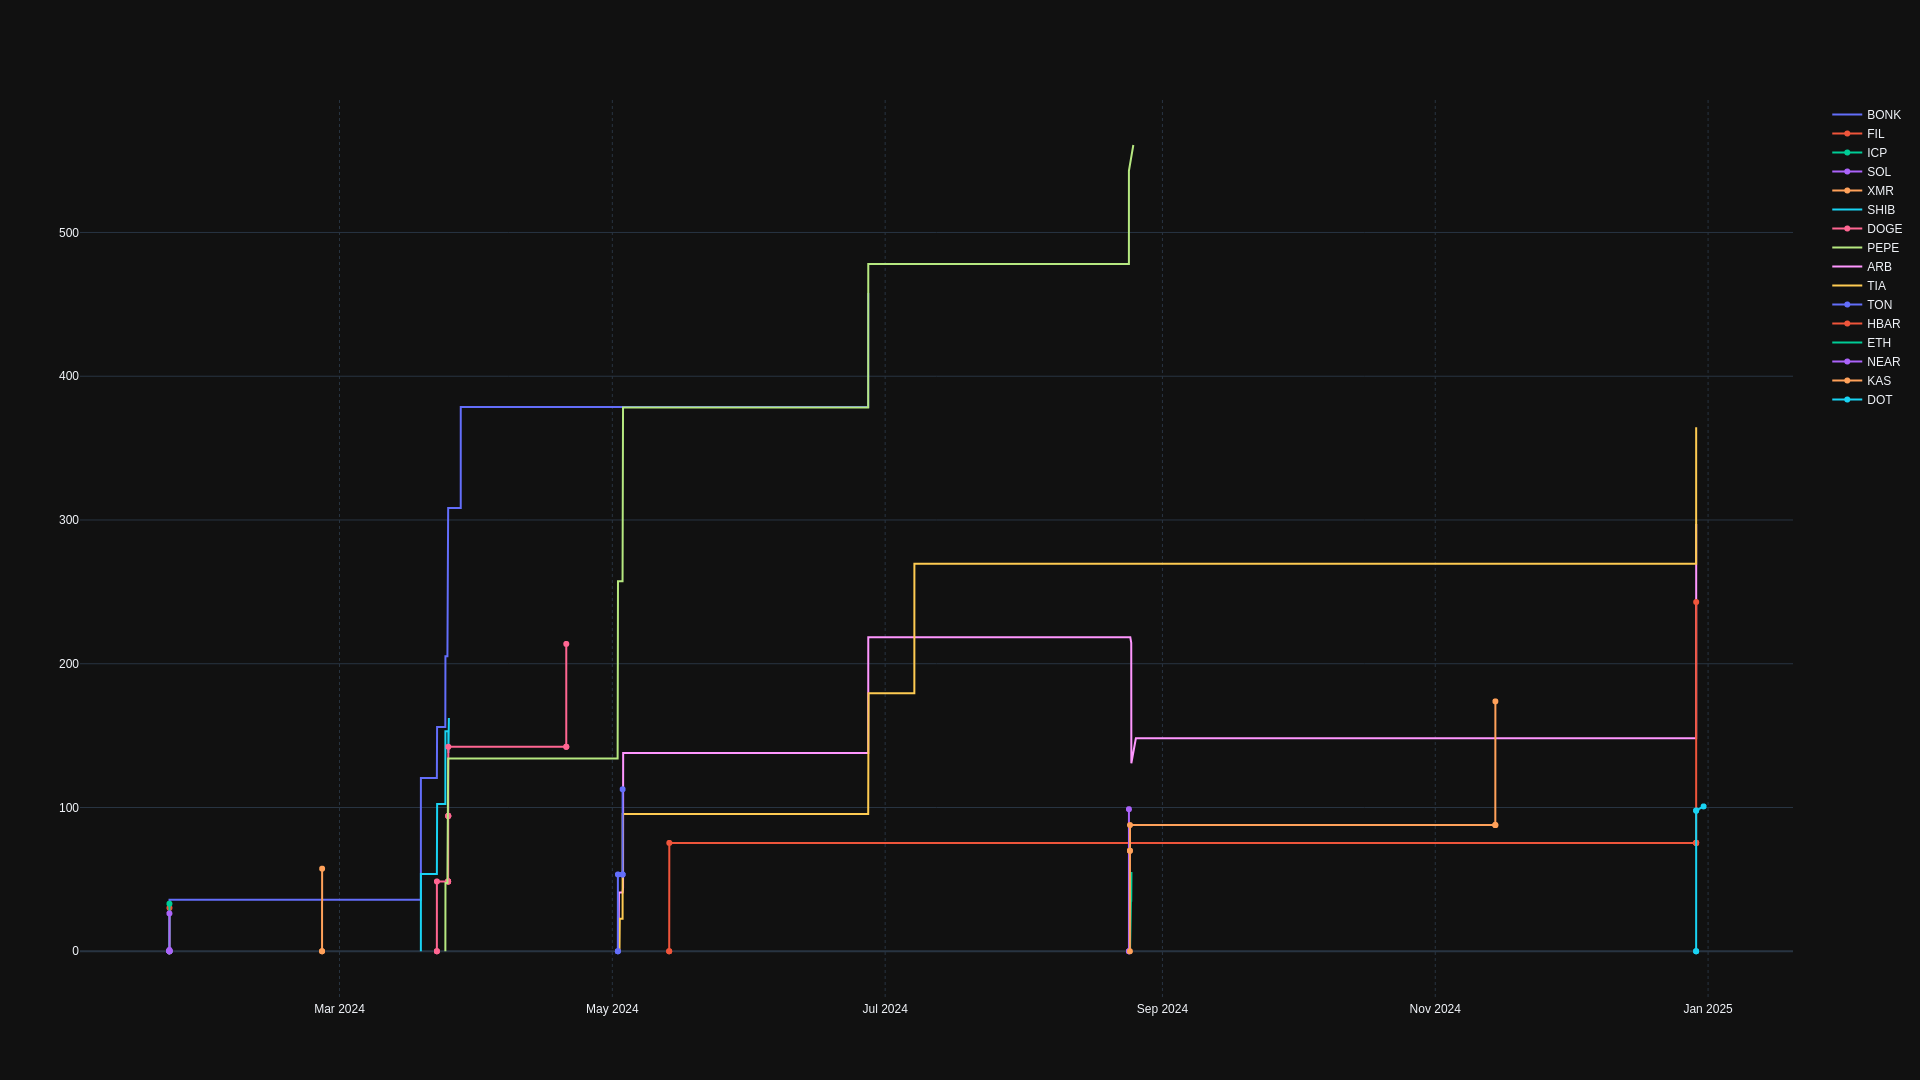 500
400
300
200
100
0
Mar 2024
May 2024
Jul 2024
Sep 2024
Nov 2024
Jan 2025
BONK
FIL
ICP
SOL
XMR
SHIB
DOGE
PEPE
ARB
TIA
TON
HBAR
ETH
NEAR
KAS
DOT